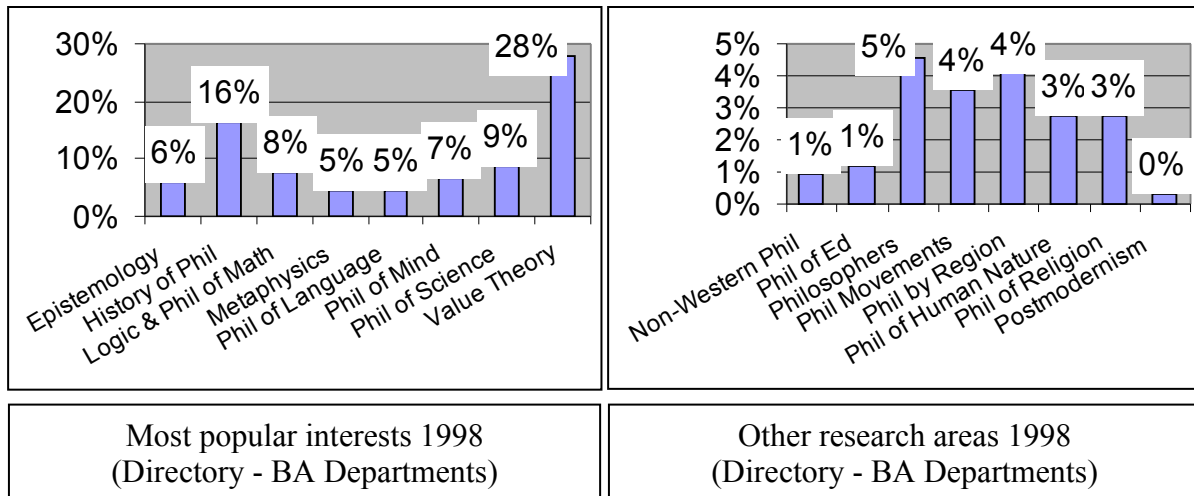 30%
20%
10%
0%
6%
16%
8%
5%
5%
7%
9%
28%
Epistemology
History of Phil
Logic & Phil of Math
Metaphysics
Phil of Language
Phil of Mind
Phil of Science
Value Theory
5%
4%
3%
2%
1%
0%
1%
1%
5%
4%
4%
3%
3%
0%
Non-Western Phil
Phil of Ed
Philosophers
Phil Movements
Phil by Region
Phil of Human Nature
Phil of Religion
Postmodernism
Most popular interests 1998
(Directory - BA Departments)
Other research areas 1998
(Directory - BA Departments)